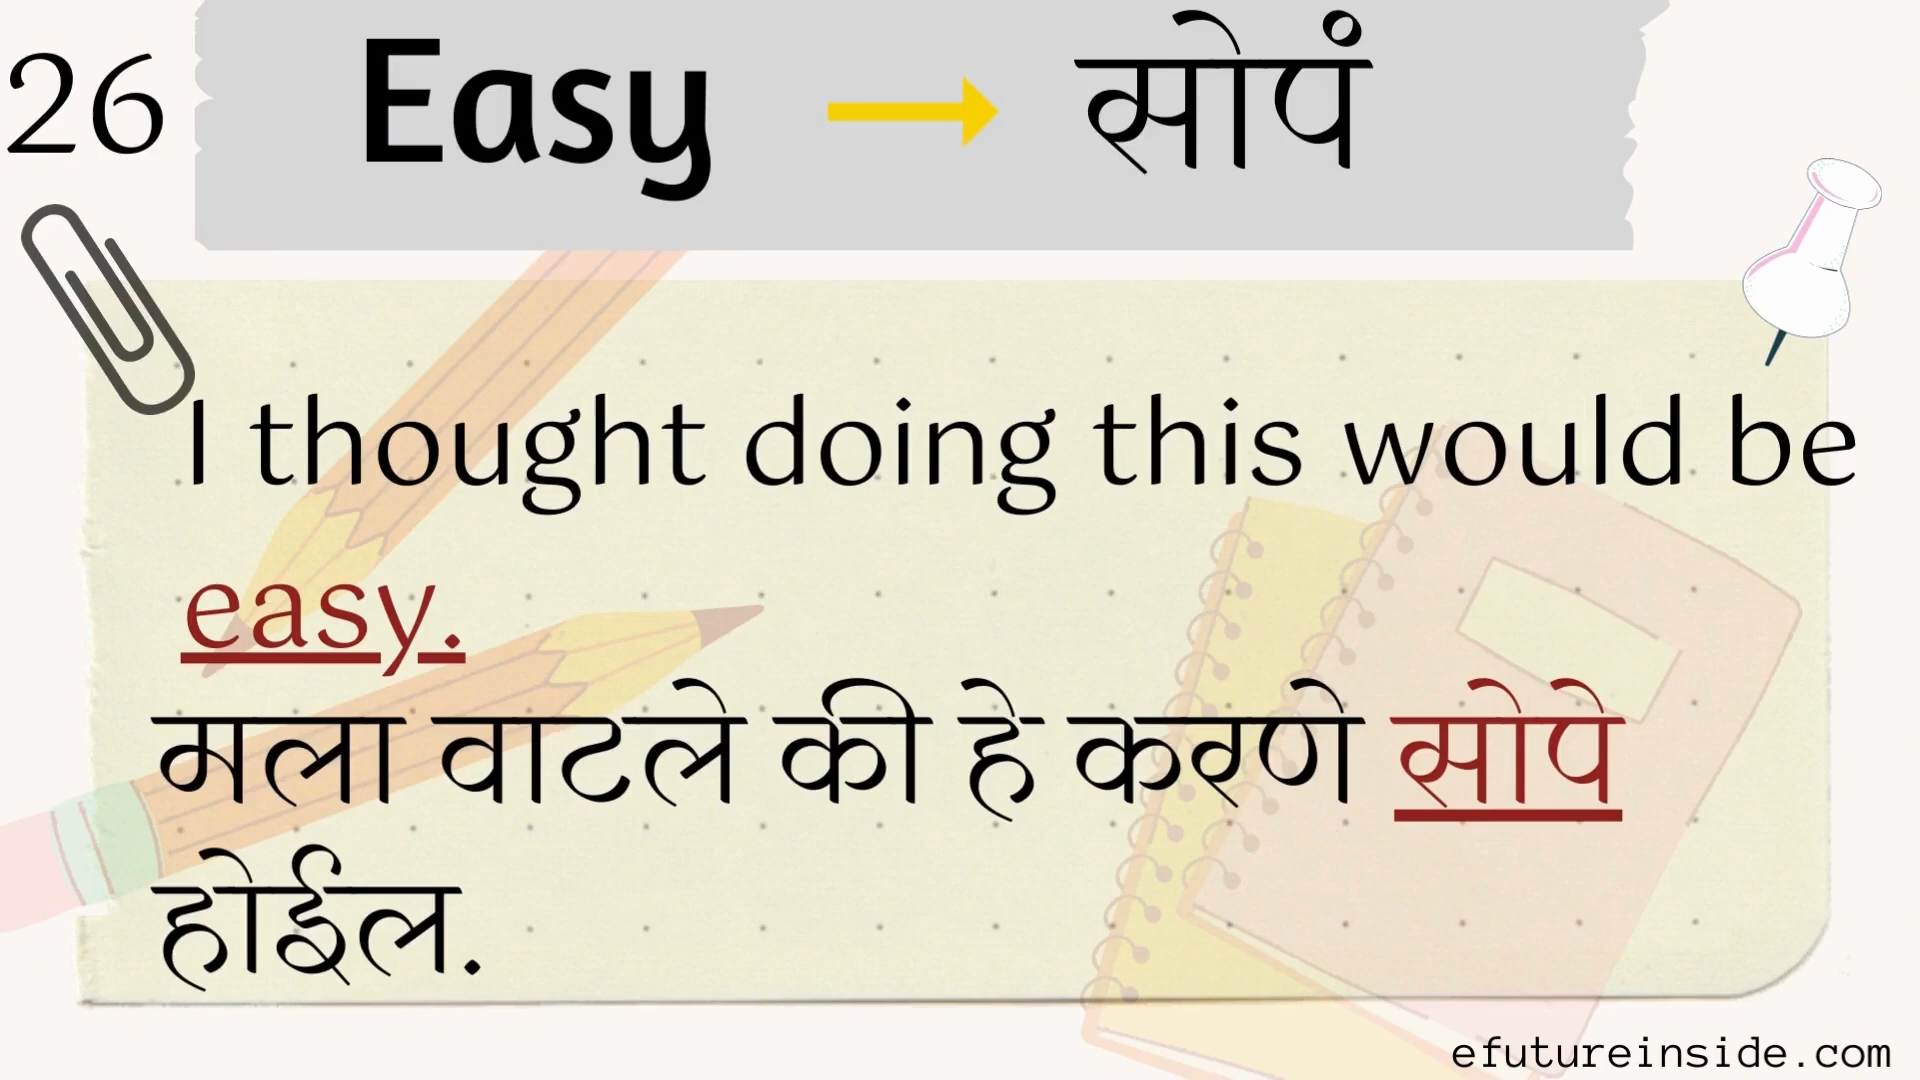 26
Easy → सोपं
I thought doing this would be
easy.
मला वाटले की हे करणे सोपे
होईल.
efutureinside.com